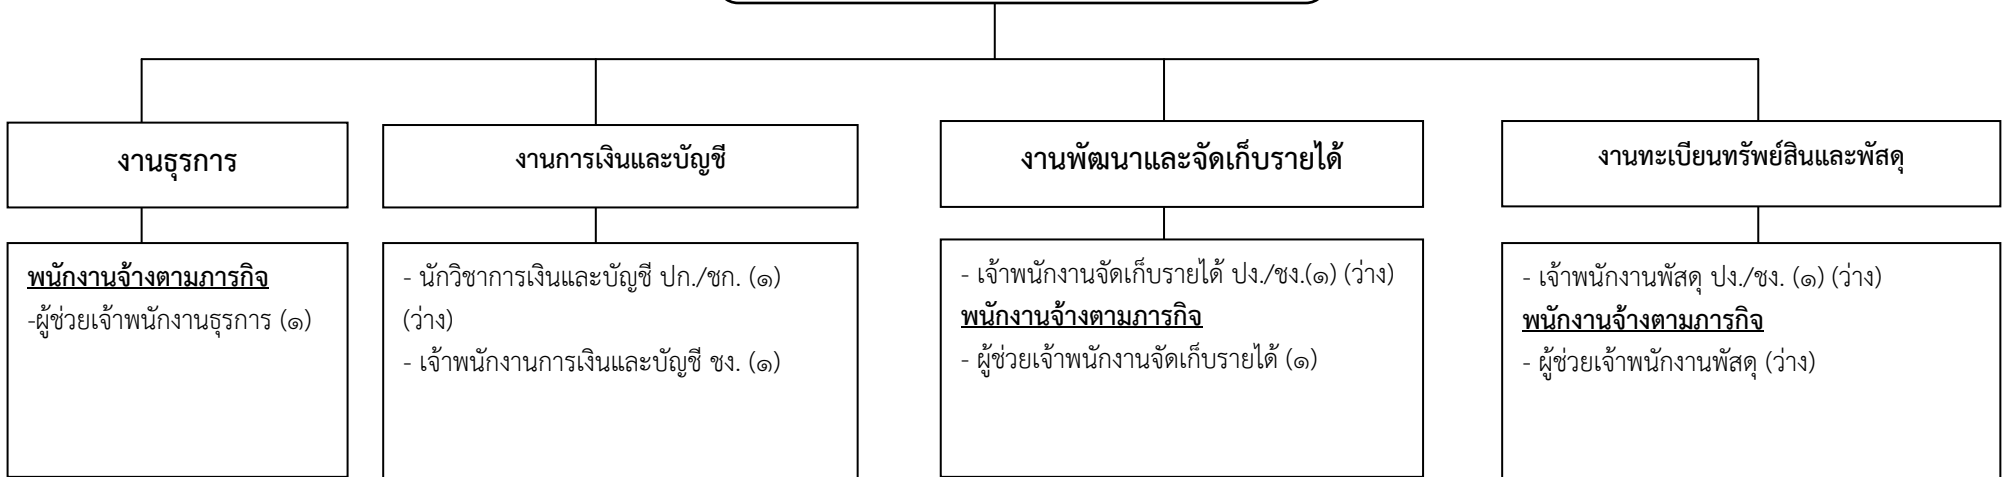 งานธุรการ
งานการเงินและบัญชี
งานพัฒนาและจัดเก็บรายได้
งานทะเบียนทรัพย์สินและพัสดุ
พนักงานจ้างตามภารกิจ
-ผู้ช่วยเจ้าพนักงานธุรการ (๑)
- นักวิชาการเงินและบัญชี ปก./ชก. (๑)
(ว่าง)
- เจ้าพนักงานการเงินและบัญชี ชง. (๑)
- เจ้าพนักงานจัดเก็บรายได้ ปง./ชง.(๑) (ว่าง)
พนักงานจ้างตามภารกิจ
- ผู้ช่วยเจ้าพนักงานจัดเก็บรายได้ (๑)
- เจ้าพนักงานพัสดุ ปง./ชง. (๑) (ว่าง)
พนักงานจ้างตามภารกิจ
- ผู้ช่วยเจ้าพนักงานพัสดุ (ว่าง)